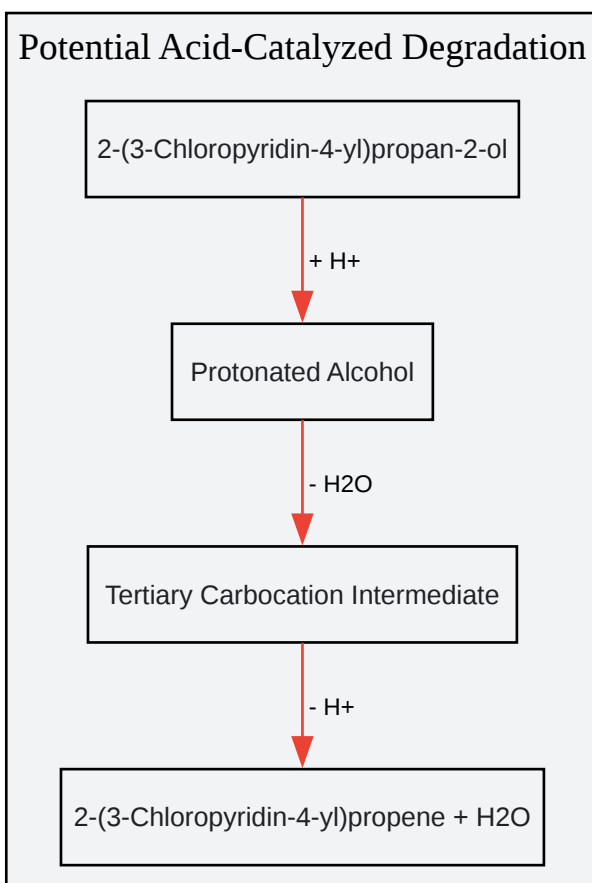 Potential Acid-Catalyzed Degradation
2-(3-Chloropyridin-4-yl)propan-2-ol
+ H+
Protonated Alcohol
- H2O
Tertiary Carbocation Intermediate
- H+
2-(3-Chloropyridin-4-yl)propene + H2O